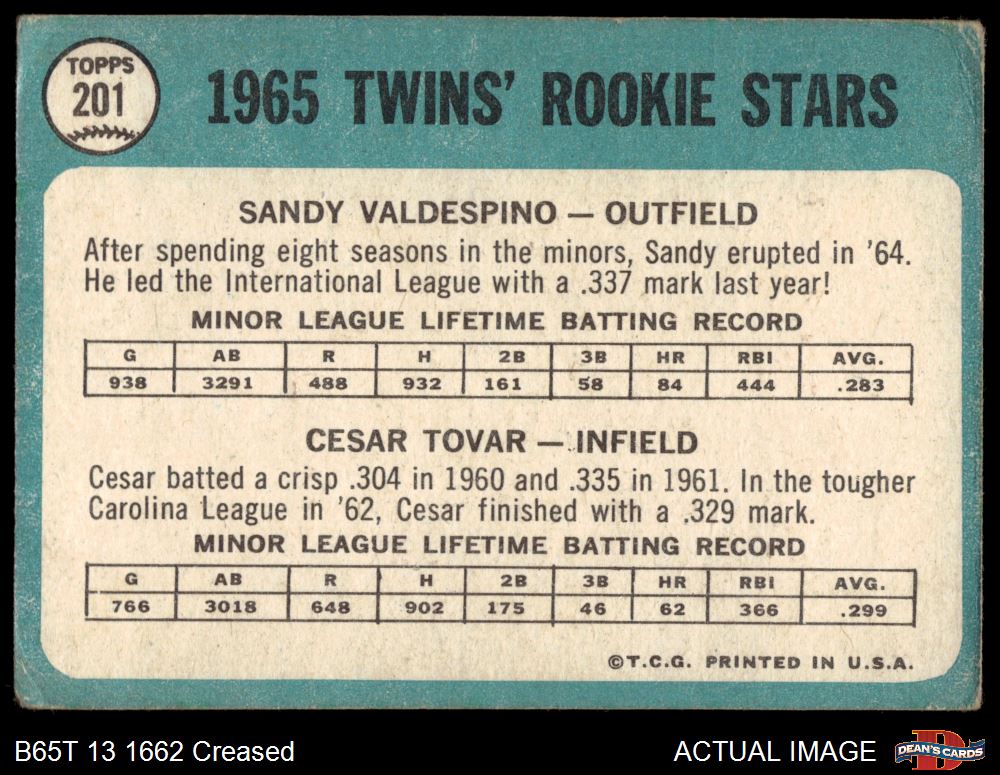 TOPPS
201
1965 TWINS' ROOKIE STARS
SANDY VALDESPINO — OUTFIELD
After spending eight seasons in the minors, Sandy erupted in '64.
He led the International League with a .337 mark last year!
MINOR LEAGUE LIFETIME BATTING RECORD
G AB R H 2B 3B HR RBI AVG.
938 3291 488 932 161 58 84 444 .283
CESAR TOVAR — INFIELD
Cesar batted a crisp .304 in 1960 and .335 in 1961. In the tougher
Carolina League in '62, Cesar finished with a .329 mark.
MINOR LEAGUE LIFETIME BATTING RECORD
G AB R H 2B 3B HR RBI AVG.
766 3018 648 902 175 46 62 366 .299
©T.C.G. PRINTED IN U.S.A.
B65T 13 1662 Creased
ACTUAL IMAGE
D
DEAN'S CARDS